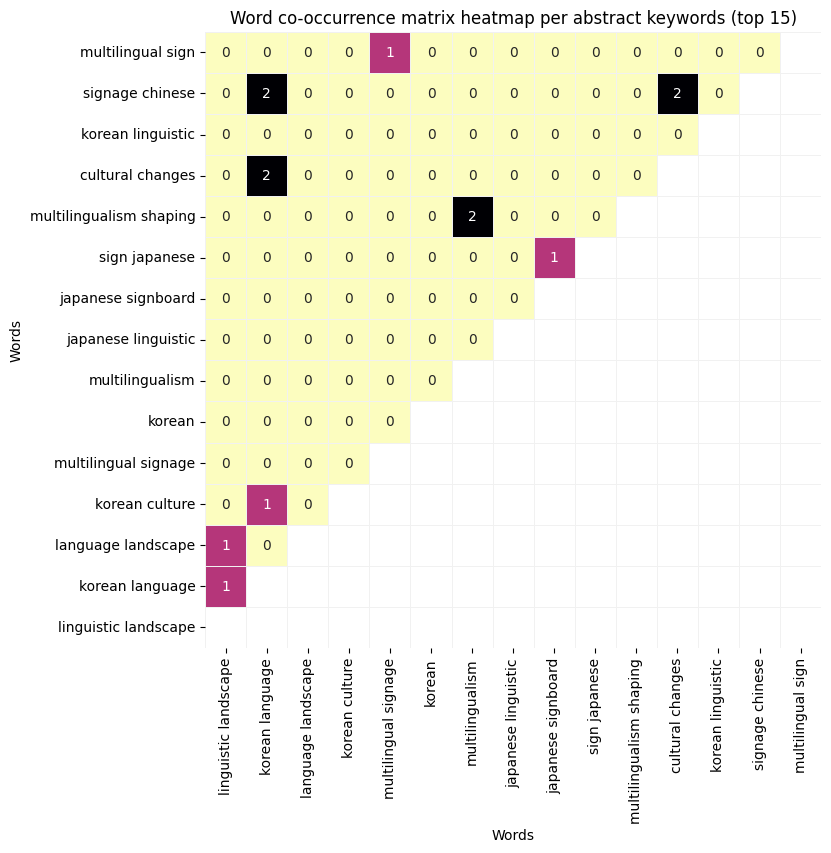 Word co-occurrence matrix heatmap per abstract keywords (top 15)
Words
multilingual sign 0 0 0 0 1 0 0 0 0 0 0 0 0 0
signage chinese 0 2 0 0 0 0 0 0 0 0 0 2 0
korean linguistic 0 0 0 0 0 0 0 0 0 0 0 0
cultural changes 0 2 0 0 0 0 0 0 0 0 0
multilingualism shaping 0 0 0 0 0 0 2 0 0 0
sign japanese 0 0 0 0 0 0 0 0 1
japanese signboard 0 0 0 0 0 0 0 0
japanese linguistic 0 0 0 0 0 0 0
multilingualism 0 0 0 0 0 0
korean 0 0 0 0 0
multilingual signage 0 0 0 0
korean culture 0 1 0
language landscape 1 0
korean language 1
linguistic landscape
linguistic landscape
korean language
language landscape
korean culture
multilingual signage
korean
multilingualism
japanese linguistic
japanese signboard
sign japanese
multilingualism shaping
cultural changes
korean linguistic
signage chinese
multilingual sign
Words